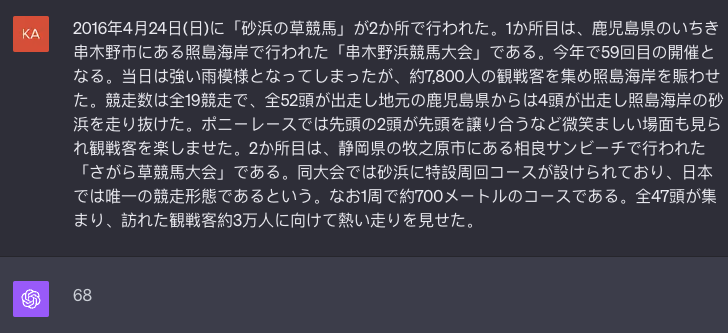 KA
2016年4月24日(日)に「砂浜の草競馬」が2か所で行われた。1か所目は、鹿児島県のいちき
串木野市にある照島海岸で行われた「串木野浜競馬大会」である。今年で59回目の開催と
なる。当日は強い雨模様となってしまったが、約7,800人の観戦客を集め照島海岸を賑わせ
た。競走数は全19競走で、全52頭が出走し地元の鹿児島県からは4頭が出走し照島海岸の砂
浜を走り抜けた。ポニーレースでは先頭の2頭が先頭を譲り合うなど微笑ましい場面も見ら
れ観戦客を楽しませた。2か所目は、静岡県の牧之原市にある相良サンビーチで行われた
「さがら草競馬大会」である。同大会では砂浜に特設周回コースが設けられており、日本
では唯一の競走形態であるという。なお1周で約700メートルのコースである。全47頭が集
まり、訪れた観戦客約3万人に向けて熱い走りを見せた。
68